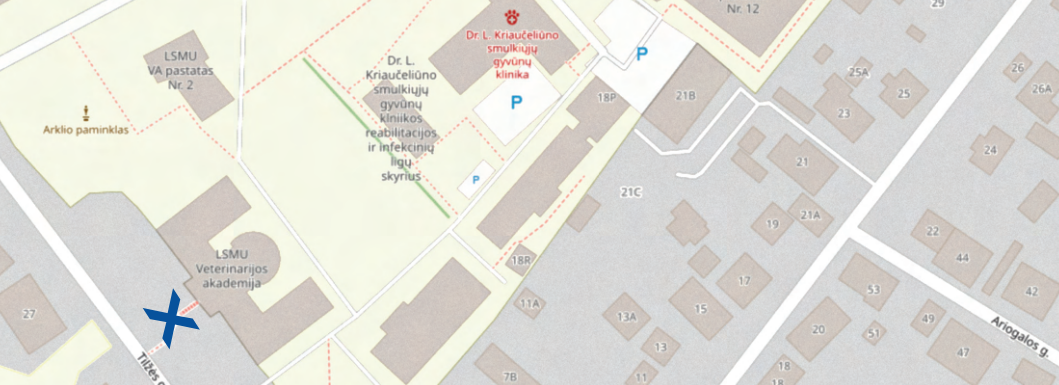 Nr. 12
29
Dr. L. Kriaučeliūno
smulkiųjų
gyvūnų
klinika
P
LSMU
VA pastatas
Nr. 2
Dr. L.
Kriaučeliūno
smulkiųjų
gyvūnų
klinikos
reabilitacijos
ir infekcinių
ligų
skyrius
Arklio paminklas
P
P
18P
21B
25A
25
23
26
26A
24
21
21C
21A
19
22
44
42
LSMU
Veterinarijos
akademija
18R
11A
13A
13
11
7B
15
17
53
51
49
47
20
18
18
27
Tilžės
Ariogalos g.